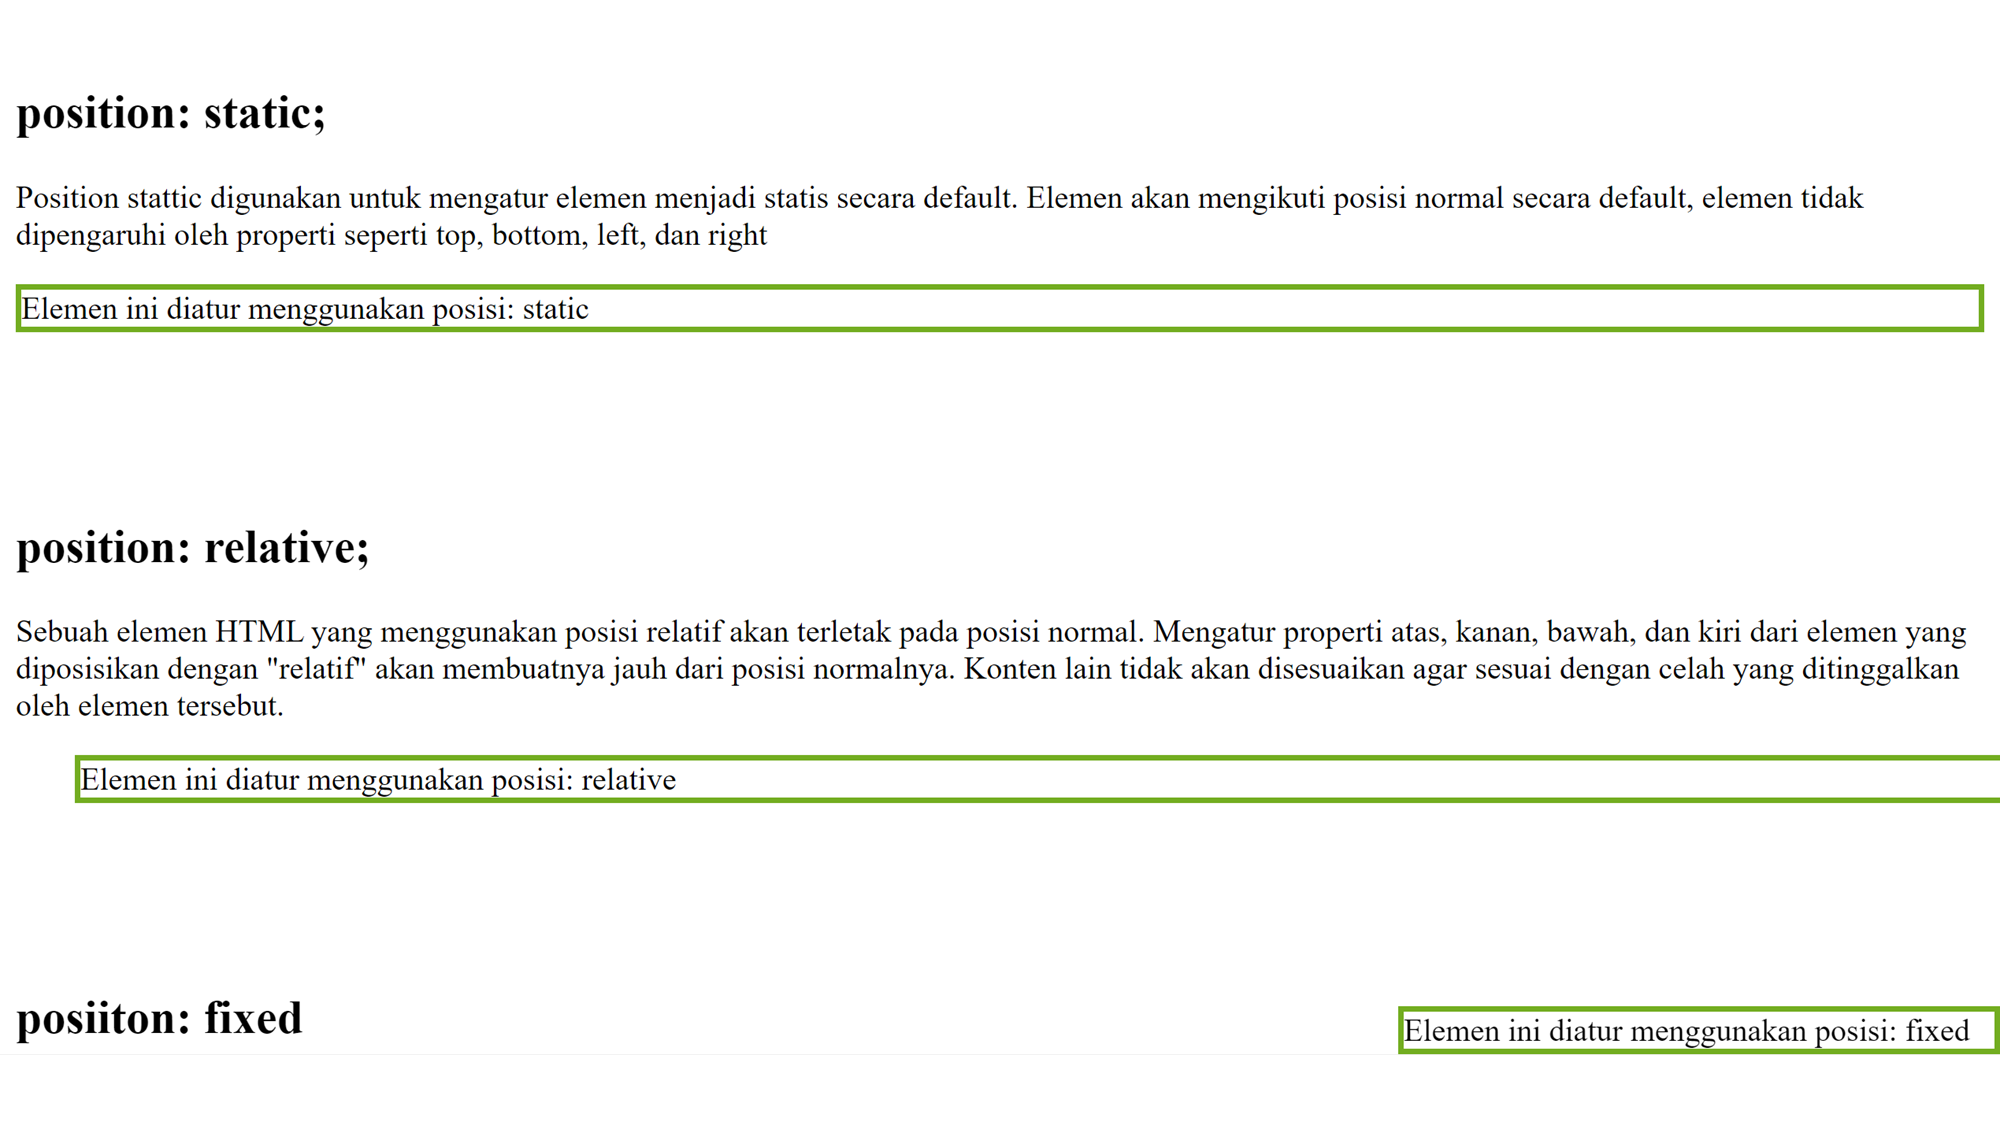 position: static;
Position stattic digunakan untuk mengatur elemen menjadi statis secara default. Elemen akan mengikuti posisi normal secara default, elemen tidak
dipengaruhi oleh properti seperti top, bottom, left, dan right
Elemen ini diatur menggunakan posisi: static
position: relative;
Sebuah elemen HTML yang menggunakan posisi relatif akan terletak pada posisi normal. Mengatur properti atas, kanan, bawah, dan kiri dari elemen yang
diposisikan dengan "relatif" akan membuatnya jauh dari posisi normalnya. Konten lain tidak akan disesuaikan agar sesuai dengan celah yang ditinggalkan
oleh elemen tersebut.
Elemen ini diatur menggunakan posisi: relative
posiiton: fixed
Elemen ini diatur menggunakan posisi: fixed